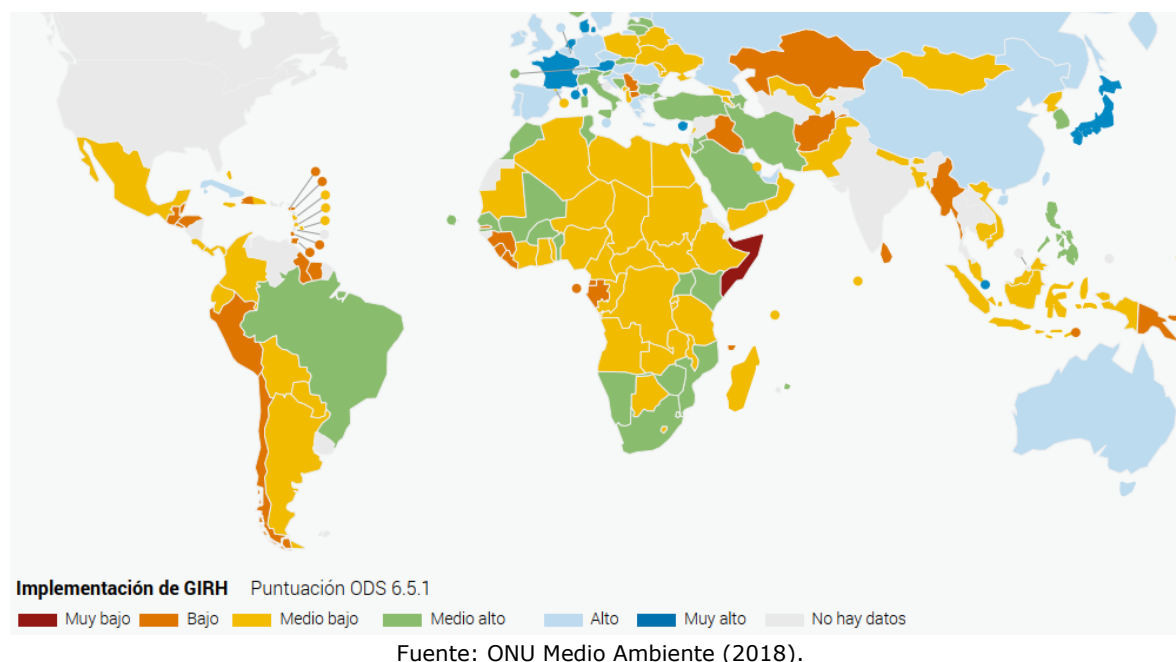 Implementación de GIRH Puntuación ODS 6.5.1
Muy bajo Bajo Medio bajo Medio alto Alto Muy alto No hay datos
Fuente: ONU Medio Ambiente (2018).